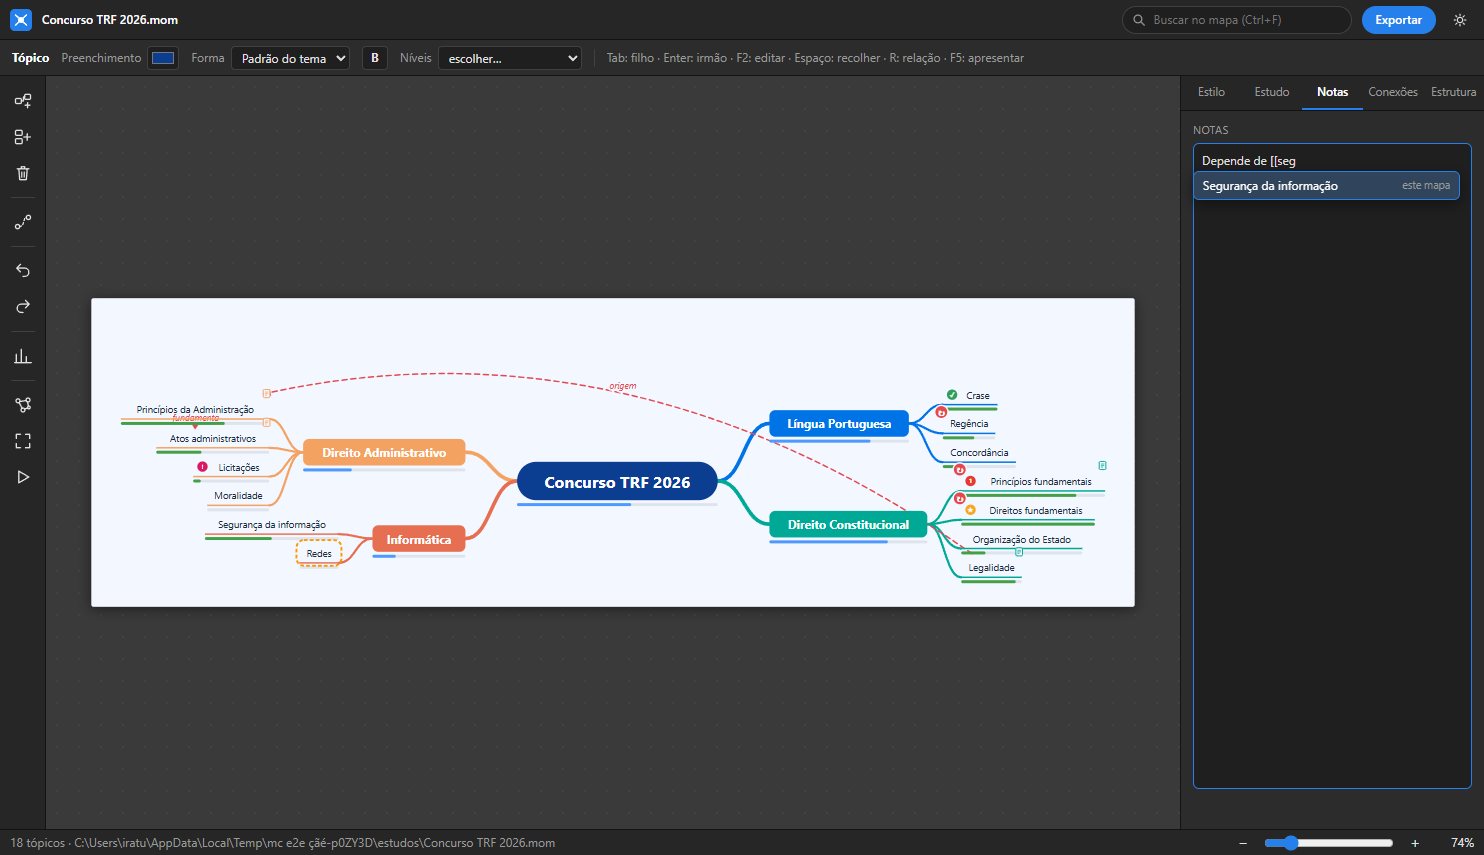 Concurso TRF 2026.mom
Buscar no mapa (Ctrl+F)
Exportar
Tópico
Preenchimento
Forma
Padrão do tema
B
Níveis
escolher...
Tab: filho · Enter: irmão · F2: editar · Espaço: recolher · R: relação · F5: apresentar
Estilo
Estudo
Notas
Conexões
Estrutura
NOTAS
Depende de [[seg
Segurança da informação
este mapa
origem
Princípios da Administração
fundamenta
Atos administrativos
Licitações
Moralidade
Direito Administrativo
Segurança da informação
Redes
Informática
Concurso TRF 2026
Língua Portuguesa
Crase
Regência
Concordância
Direito Constitucional
1
Princípios fundamentais
Direitos fundamentais
Organização do Estado
Legalidade
18 tópicos · C:\Users\iratu\AppData\Local\Temp\mc e2e çãé-p0ZY3D\estudos\Concurso TRF 2026.mom
74%